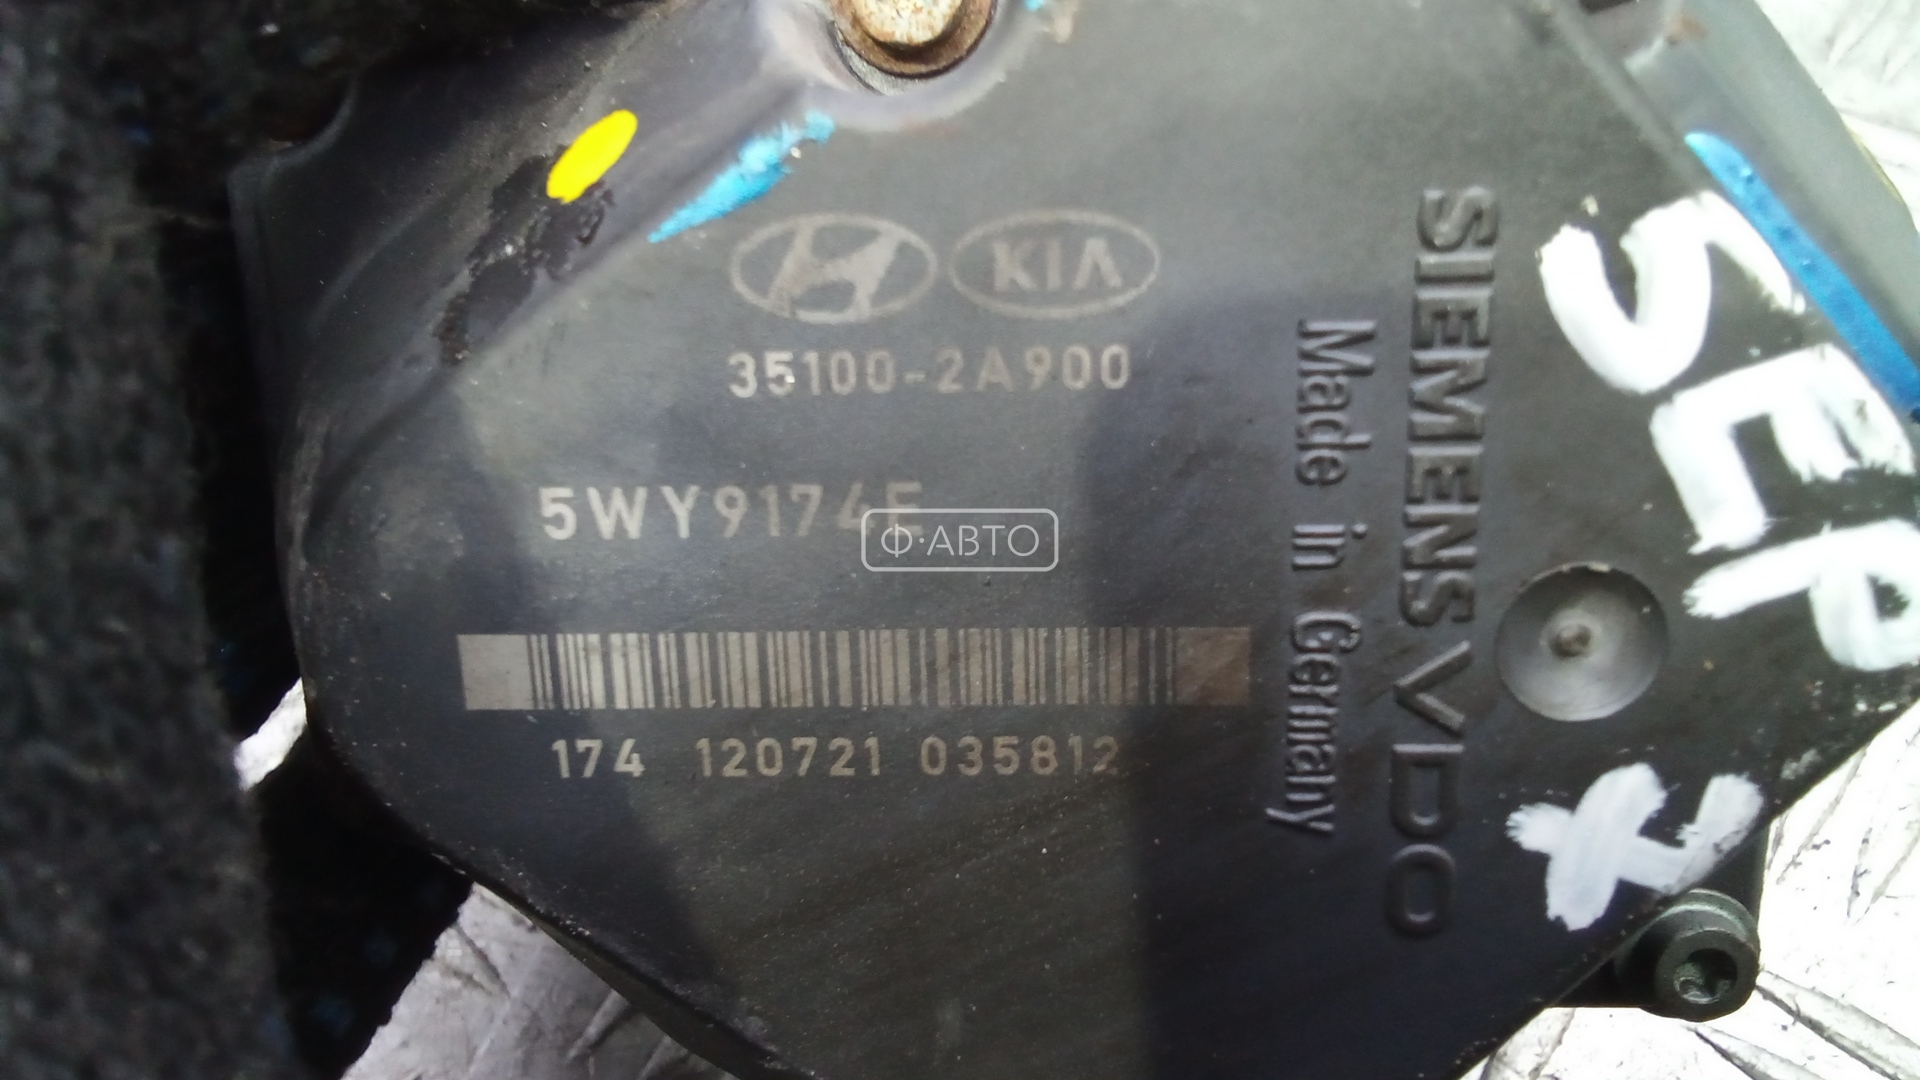 KIA
35100-2A900
5WY9174E
Ф·АВТО
174 120721 035812
Made in Germany
SIEMENS VDO
SEP